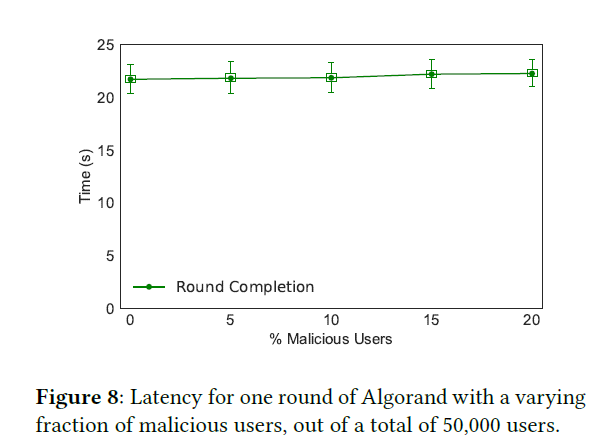 25
20
15
10
5
0
Time (s)
Round Completion
0 5 10 15 20
% Malicious Users
Figure 8: Latency for one round of Algorand with a varying
fraction of malicious users, out of a total of 50,000 users.